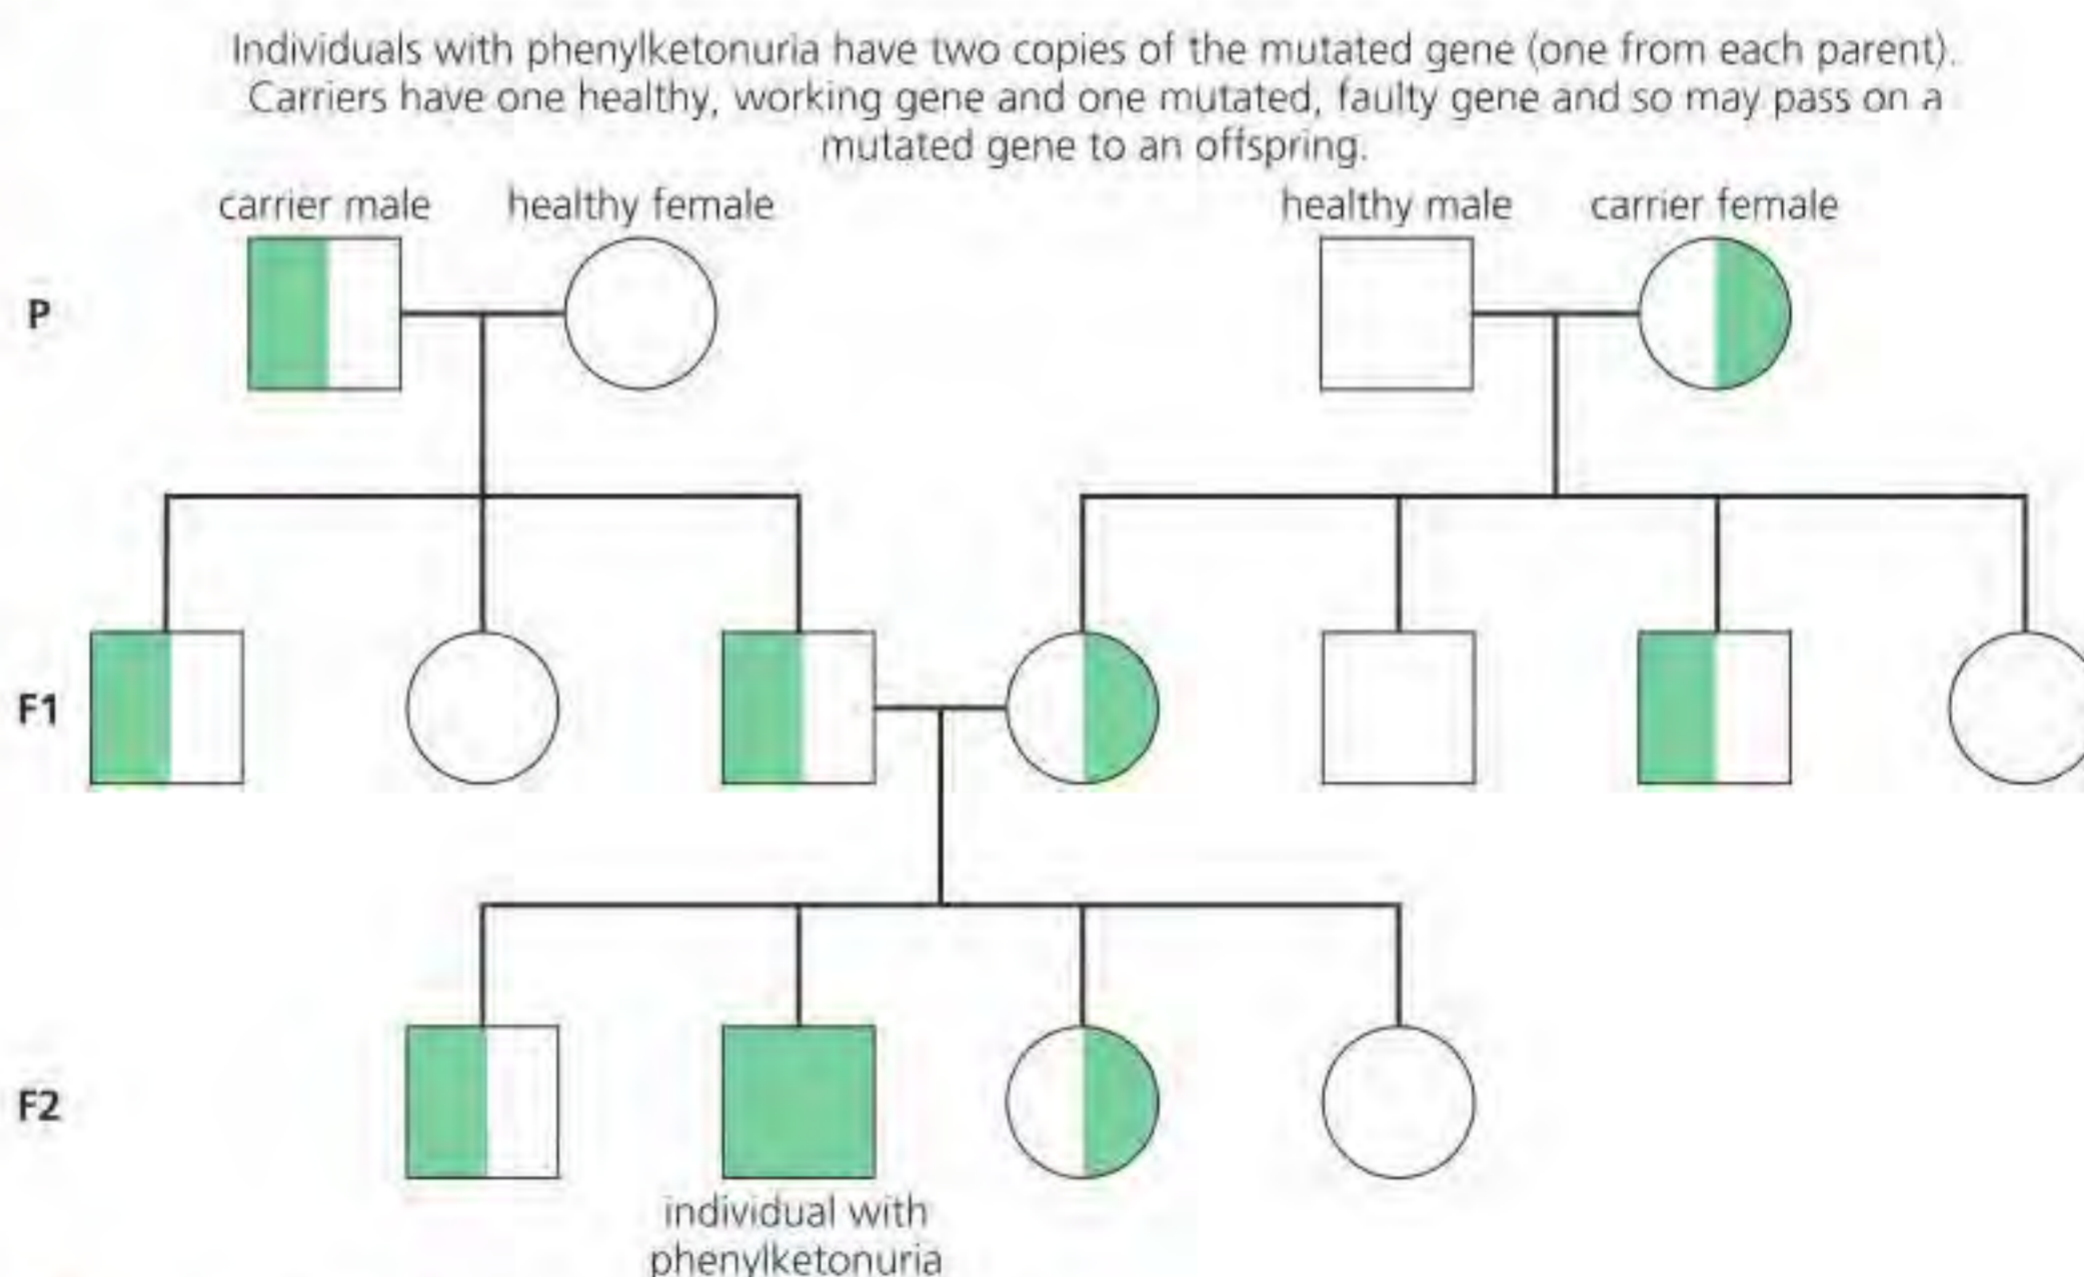 Individuals with phenylketonuria have two copies of the mutated gene (one from each parent).
Carriers have one healthy, working gene and one mutated, faulty gene and so may pass on a
mutated gene to an offspring.
carrier male healthy female healthy male carrier female
P
F1
F2
individual with
phenylketonuria